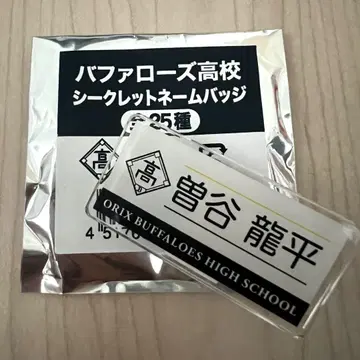 バファローズ高校
シークレットネームバッジ
全25種
高
高
曽谷 龍平
ORIX BUFFALOES HIGH SCHOOL